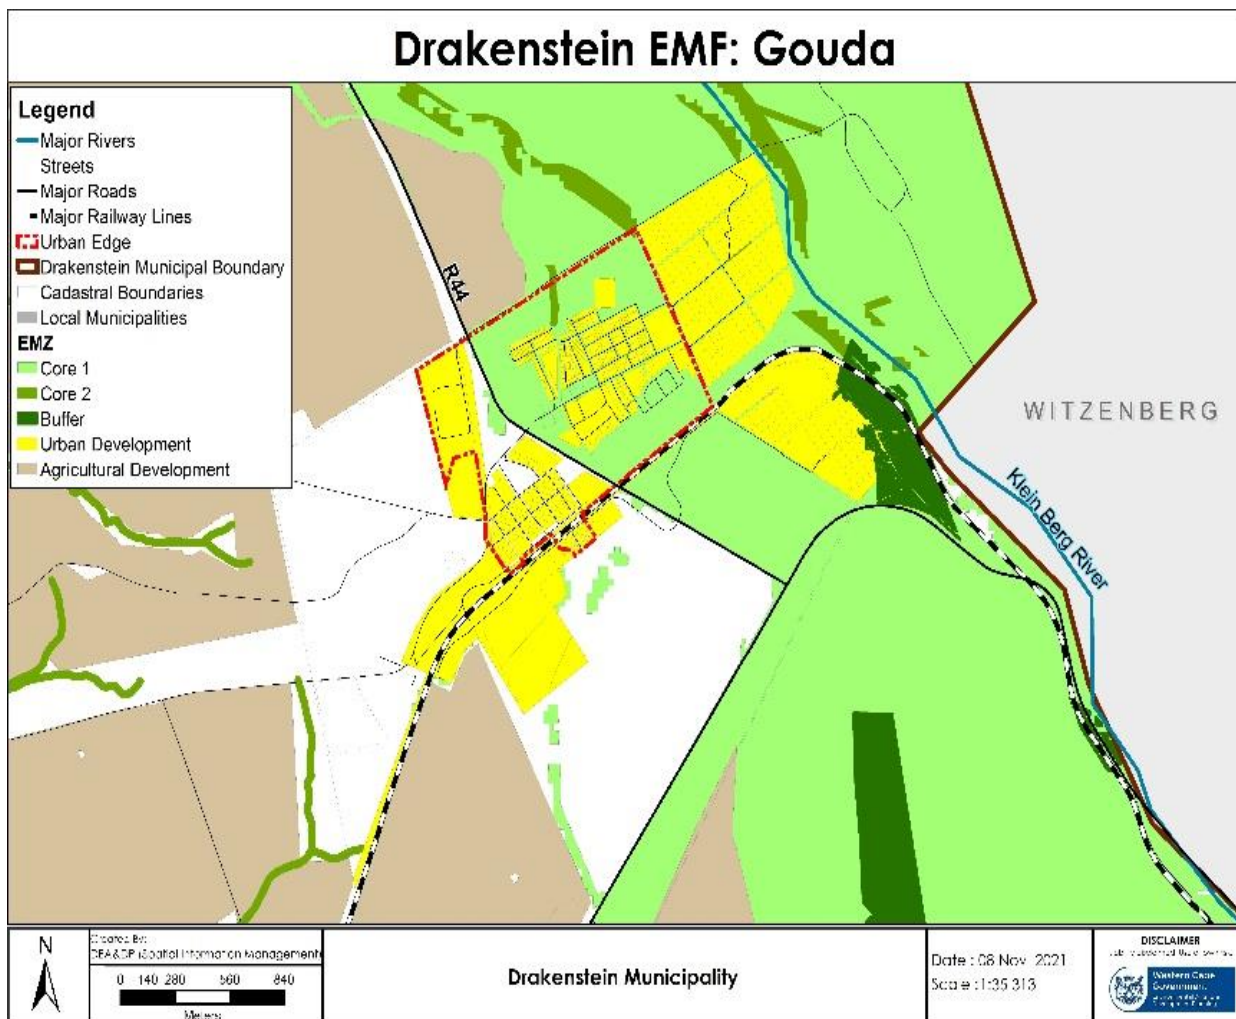 Drakenstein EMF: Gouda
Legend
Major Rivers
Streets
Major Roads
Major Railway Lines
Urban Edge
Drakenstein Municipal Boundary
Cadastral Boundaries
Local Municipalities
EMZ
Core 1
Core 2
Buffer
Urban Development
Agricultural Development
R44
WITZENBERG
Klein Berg River
N
Created By:
DEA&DP (Spatial Information Management)
0 140 280 560 840
Meters
Drakenstein Municipality
Date : 08 Nov 2021
Scale :1:35 313
DISCLAIMER
Western Cape
Government